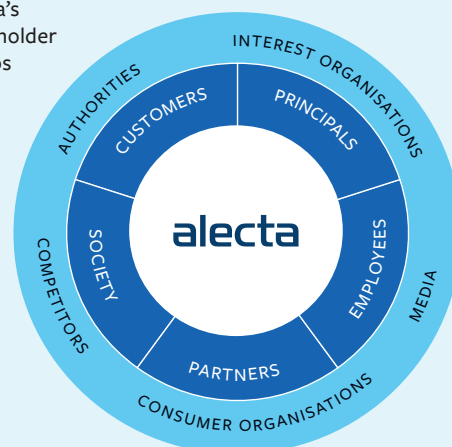 a's
holder
os
AUTHORITIES
INTEREST ORGANISATIONS
CUSTOMERS
PRINCIPALS
alecta
SOCIETY
EMPLOYEES
COMPETITORS
MEDIA
PARTNERS
CONSUMER ORGANISATIONS